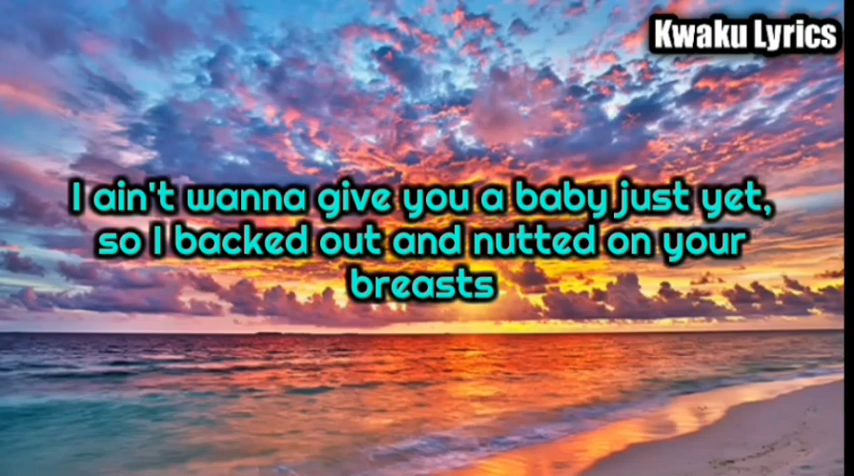 Kwaku Lyrics
I ain't wanna give you a baby just yet,
so I backed out and nutted on your
breasts